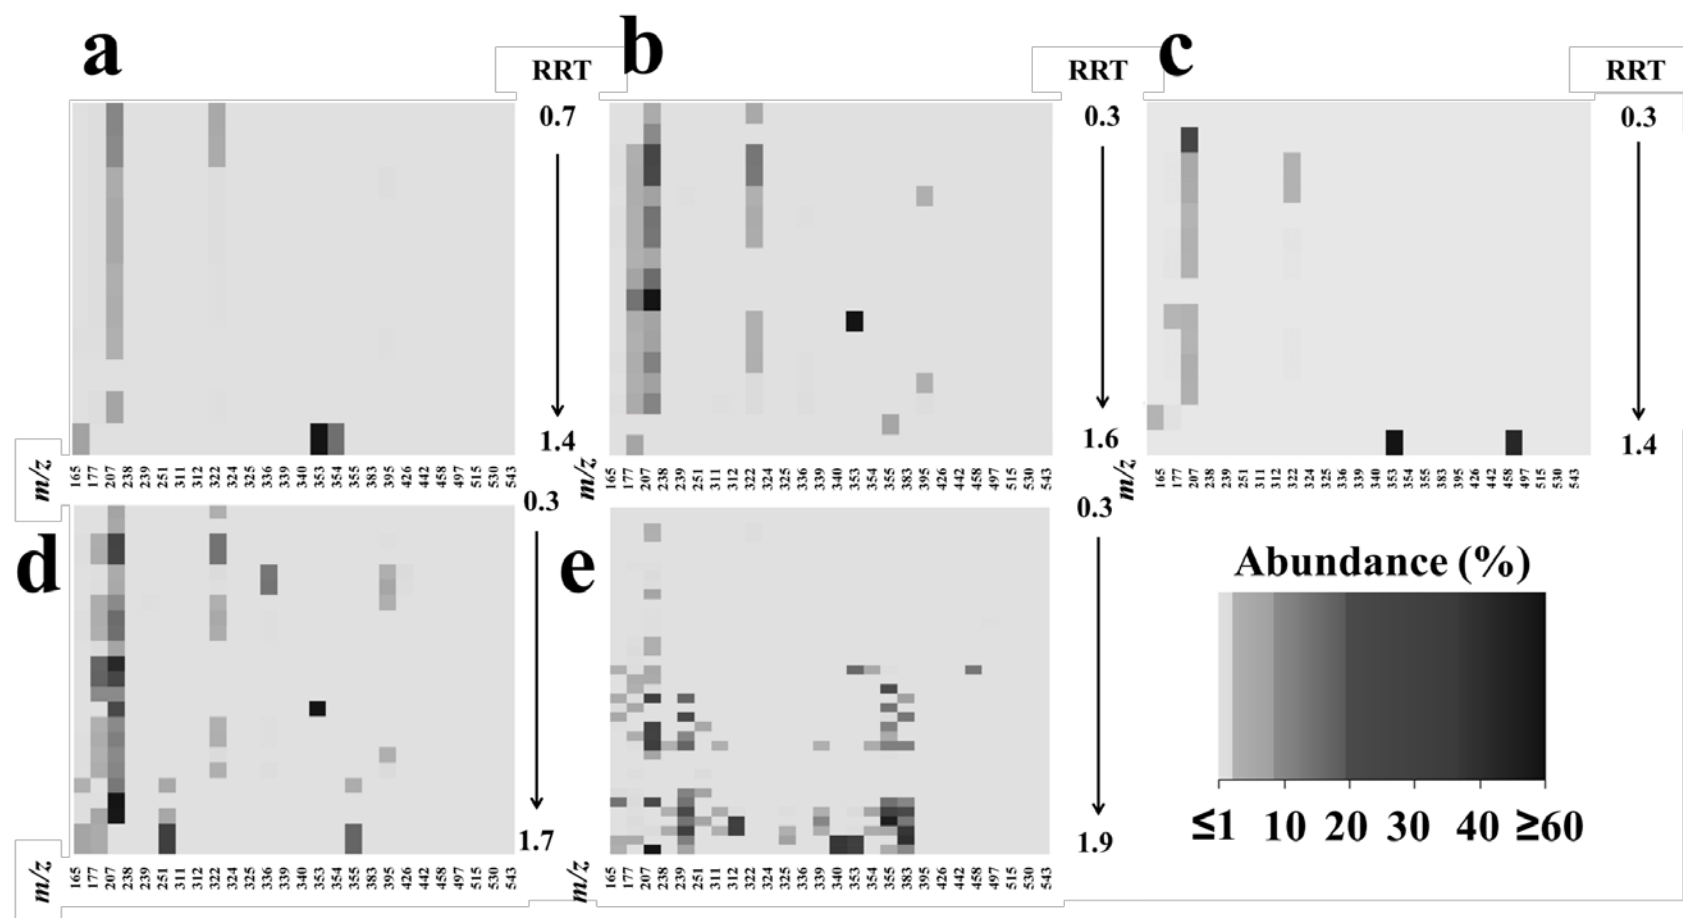 a
b
c
RRT
RRT
RRT
0.7
0.3
0.3
1.4
1.6
1.4
m/z
165 177 207 238 239 251 311 312 322 324 325 336 339 340 353 354 383 395 426 442 458 497 515 530 543
m/z
165 177 207 238 239 251 311 312 322 324 325 336 339 340 353 354 355 383 395 426 442 458 497 515 530 543
m/z
165 177 207 238 239 251 311 312 322 324 325 336 339 340 353 354 355 383 395 426 442 458 497 515 530 543
0.3
0.3
d
e
Abundance (%)
≤1 10 20 30 40 ≥60
1.7
1.9
m/z
165 177 207 238 239 251 311 312 322 324 325 336 339 340 353 354 355 383 395 426 442 458 497 515 530 543
m/z
165 177 207 238 239 251 311 312 322 324 325 336 339 340 353 354 355 383 395 426 442 458 497 515 530 543